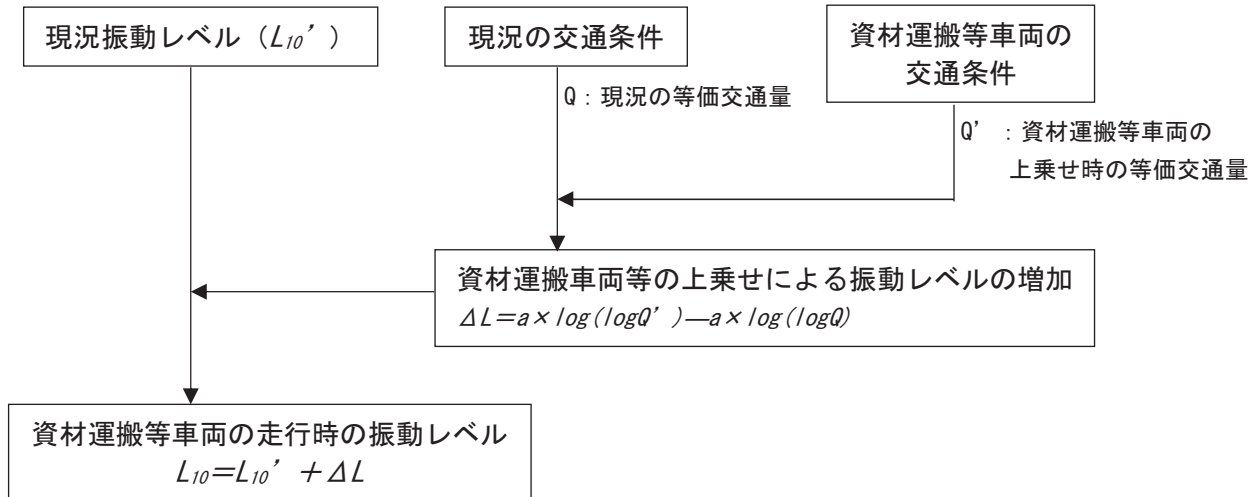 現況振動レベル（L10’）
現況の交通条件
資材運搬等車両の
交通条件
Q：現況の等価交通量
Q’：資材運搬等車両の
上乗せ時の等価交通量
資材運搬車両等の上乗せによる振動レベルの増加
ΔL＝a×log(logQ’)―a×log(logQ)
資材運搬等車両の走行時の振動レベル
L10＝L10’＋ΔL